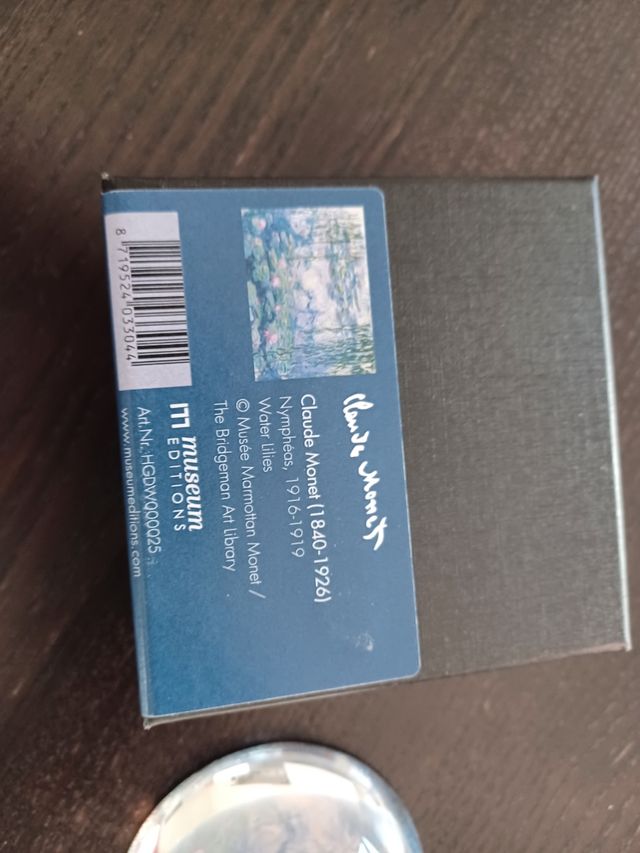 Claude Monet
Claude Monet (1840-1926)
Nymphéas, 1916-1919
Water Lilies
© Musée Marmottan Monet /
The Bridgeman Art Library
m museum
EDITIONS
Art.Nr.:HGDW000025
www.museumeditions.com
8 719524 033044